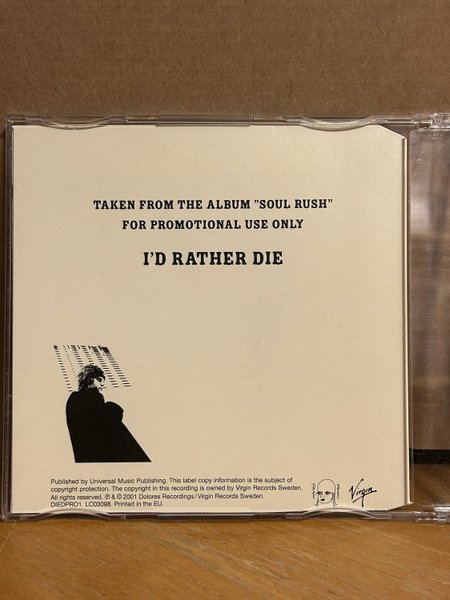 TAKEN FROM THE ALBUM "SOUL RUSH"
FOR PROMOTIONAL USE ONLY
I'D RATHER DIE
Published by Universal Music Publishing. This label copy information is the subject of
copyright protection. The copyright in this recording is owned by Virgin Records Sweden.
All rights reserved. ℗ & © 2001 Dolores Recordings/Virgin Records Sweden.
DIEDPRO1. LC03098. Printed in the EU.
Virgin